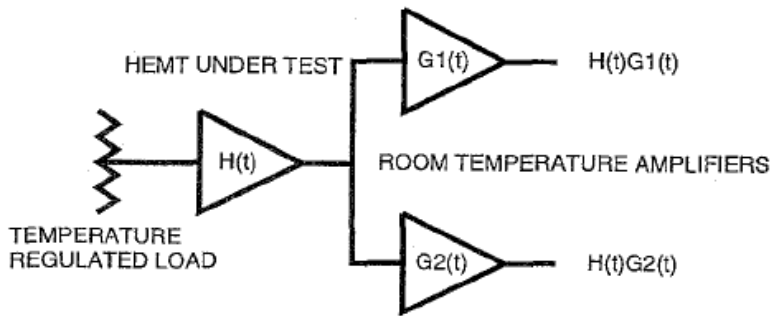 G1(t)
H(t)G1(t)
HEMT UNDER TEST
H(t)
ROOM TEMPERATURE AMPLIFIERS
TEMPERATURE
REGULATED LOAD
G2(t)
H(t)G2(t)